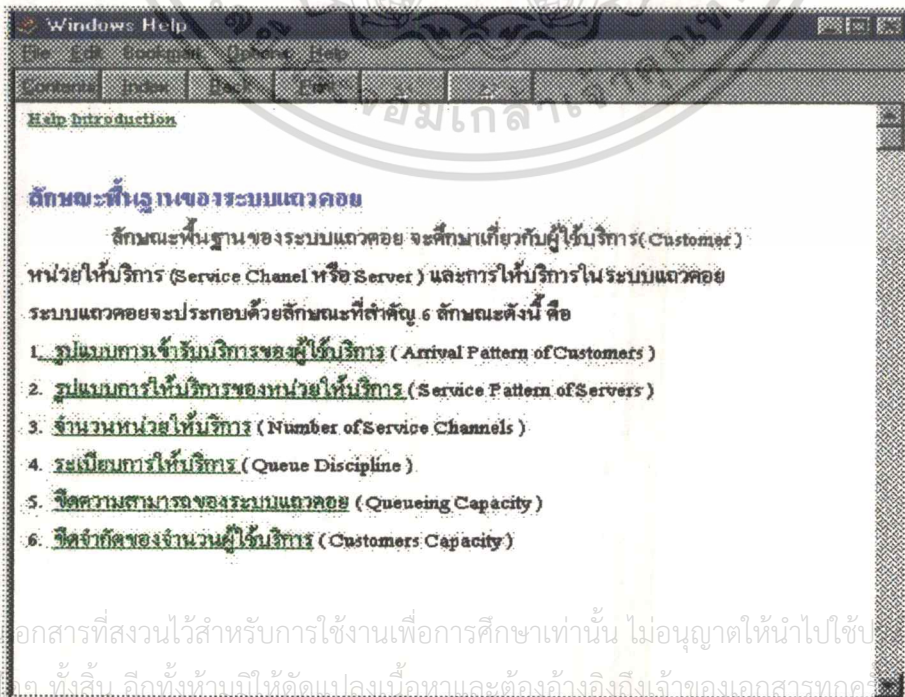 Windows Help
File Edit Bookmark Options Help
Contents Index Back Print
จอมเกล้าเจ้าคุณทห
Help Introduction
ลักษณะพื้นฐานของระบบแถวคอย
ลักษณะพื้นฐานของระบบแถวคอย จะศึกษาเกี่ยวกับผู้ใช้บริการ(Customer)
หน่วยให้บริการ (Service Chanel หรือ Server ) และการให้บริการในระบบแถวคอย
ระบบแถวคอยจะประกอบด้วยลักษณะที่สำคัญ 6 ลักษณะดังนี้ คือ
1. รูปแบบการเข้ารับบริการของผู้ใช้บริการ ( Arrival Pattern of Customers )
2. รูปแบบการให้บริการของหน่วยให้บริการ ( Service Pattern of Servers )
3. จำนวนหน่วยให้บริการ ( Number of Service Channels )
4. ระเบียบการให้บริการ ( Queue Discipline )
5. ขีดความสามารถของระบบแถวคอย ( Queueing Capacity )
6. ขีดจำกัดของจำนวนผู้ใช้บริการ ( Customers Capacity )
อกสารที่สงวนไว้สำหรับการใช้งานเพื่อการศึกษาเท่านั้น ไม่อนุญาตให้นำไปใช้ป
ทั้งสิ้น อีกทั้งห้ามมิให้ดัดแปลงเนื้อหาและต้องอ้างอิงถึงเจ้าของเอกสารทุกครั้